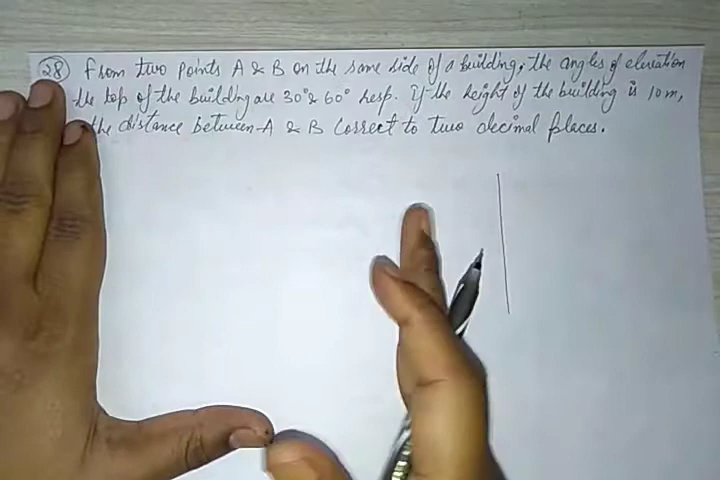 28 From two points A & B on the same side of a building, the angles of elevation
the top of the building are 30° & 60° resp. If the height of the building is 10m,
the distance between A & B Correct to two decimal places.